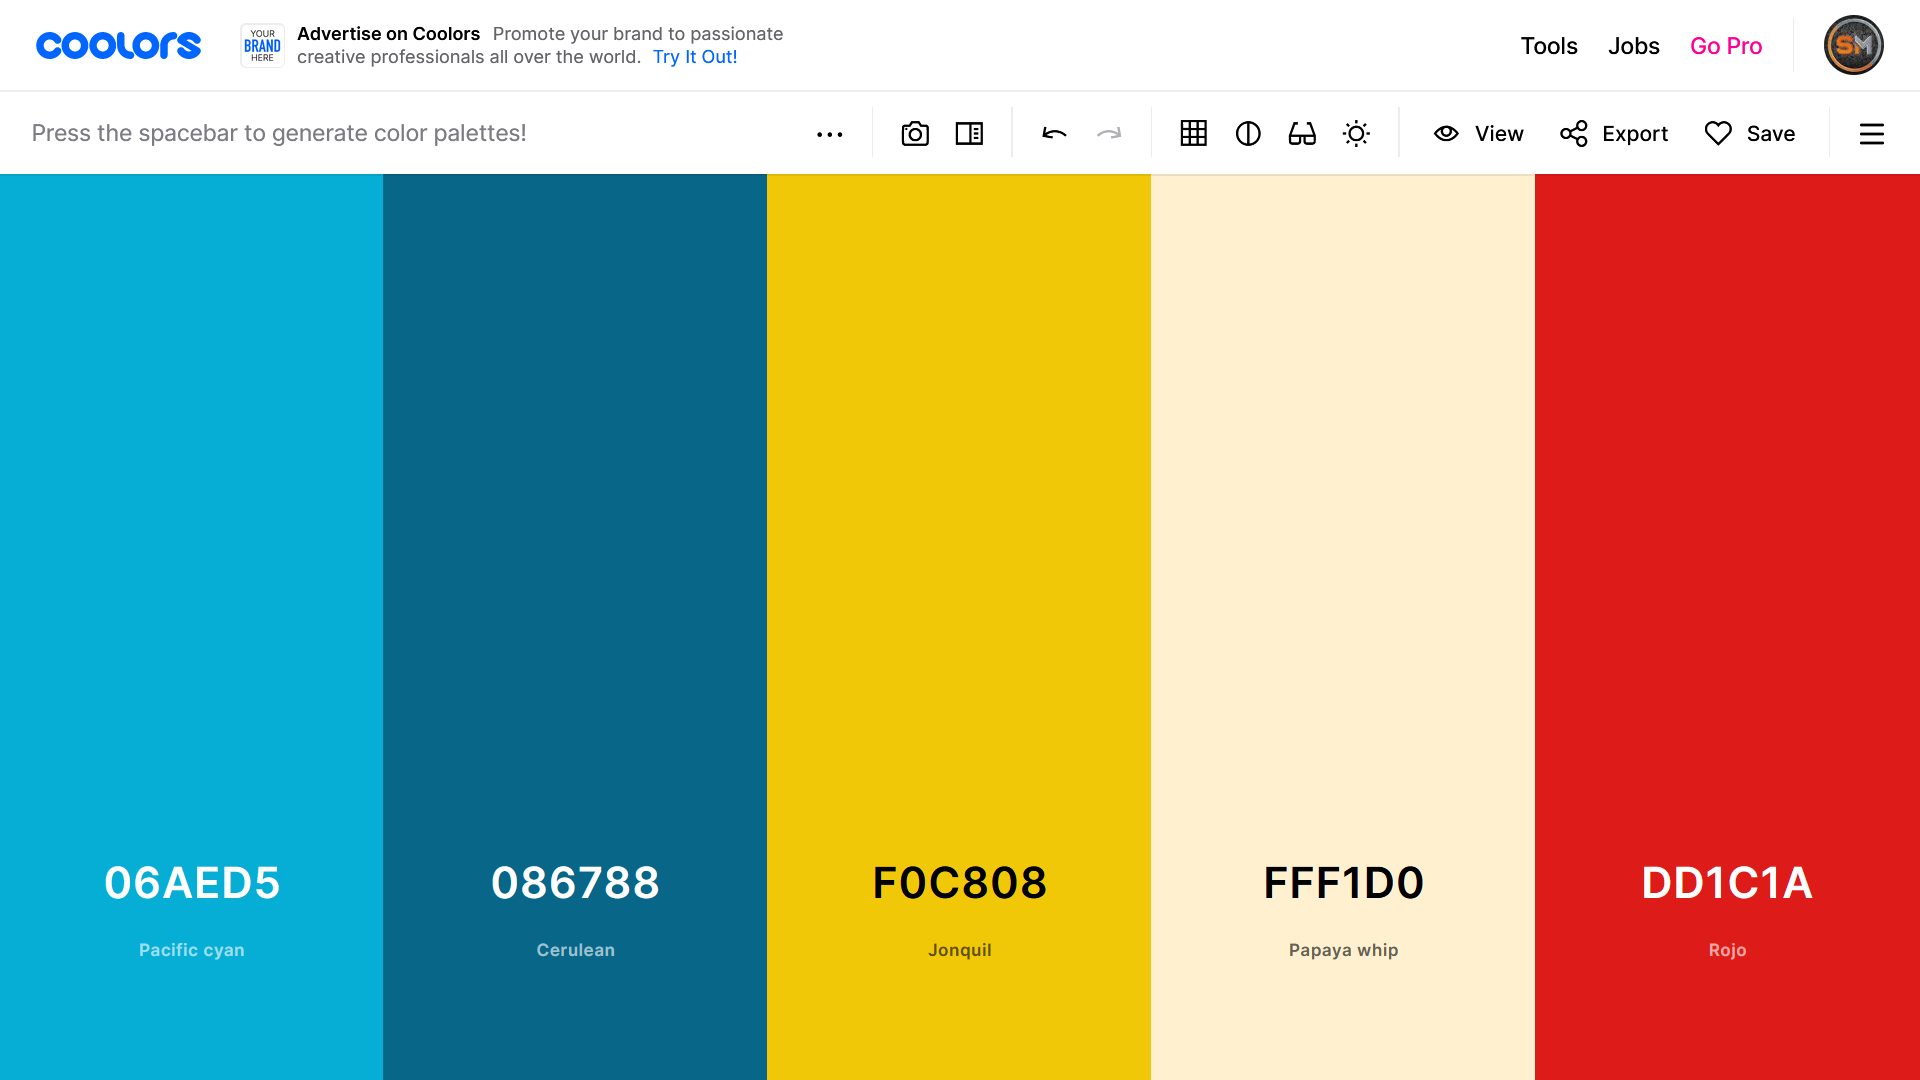 coolors
YOUR
BRAND
HERE
Advertise on Coolors Promote your brand to passionate
creative professionals all over the world. Try It Out!
Tools Jobs Go Pro
SM
Press the spacebar to generate color palettes!
View Export Save
06AED5
Pacific cyan
086788
Cerulean
F0C808
Jonquil
FFF1D0
Papaya whip
DD1C1A
Rojo